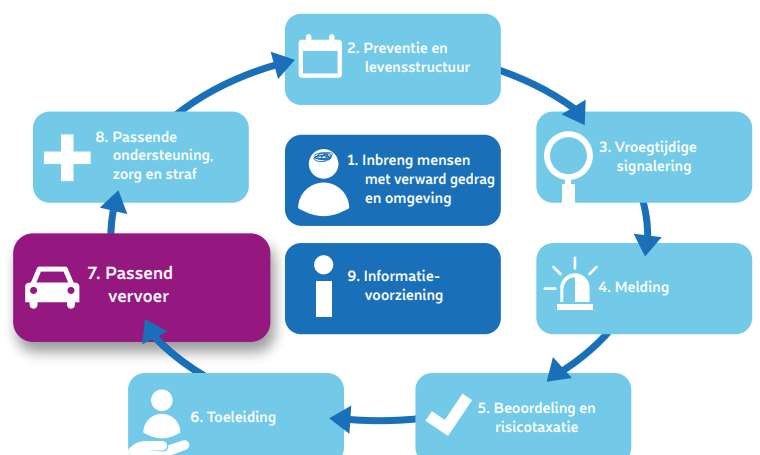 2. Preventie en
levensstructuur
8. Passende
ondersteuning,
zorg en straf
1. Inbreng mensen
met verward gedrag
en omgeving
3. Vroegtijdige
signalering
7. Passend
vervoer
9. Informatie-
voorziening
4. Melding
6. Toeleiding
5. Beoordeling en
risicotaxatie